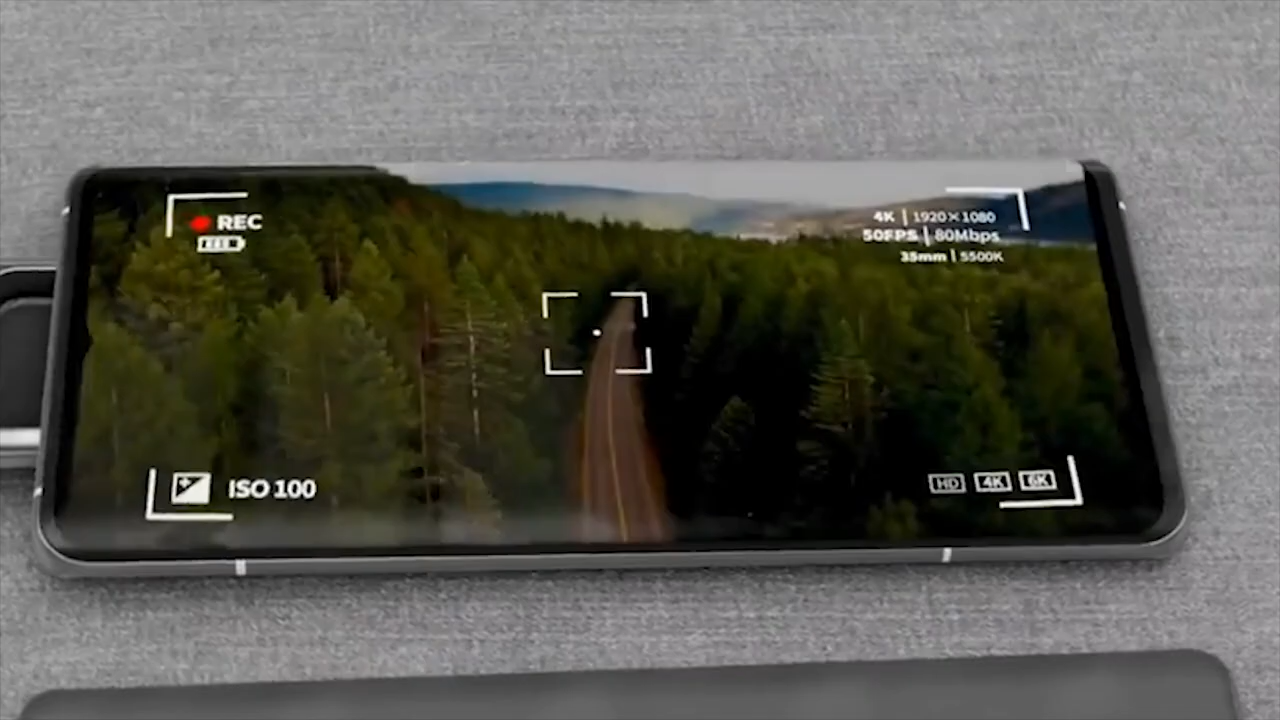 REC
4K | 1920×1080
50FPS | 80Mbps
35mm | 5500K
ISO 100
HD 4K 6K